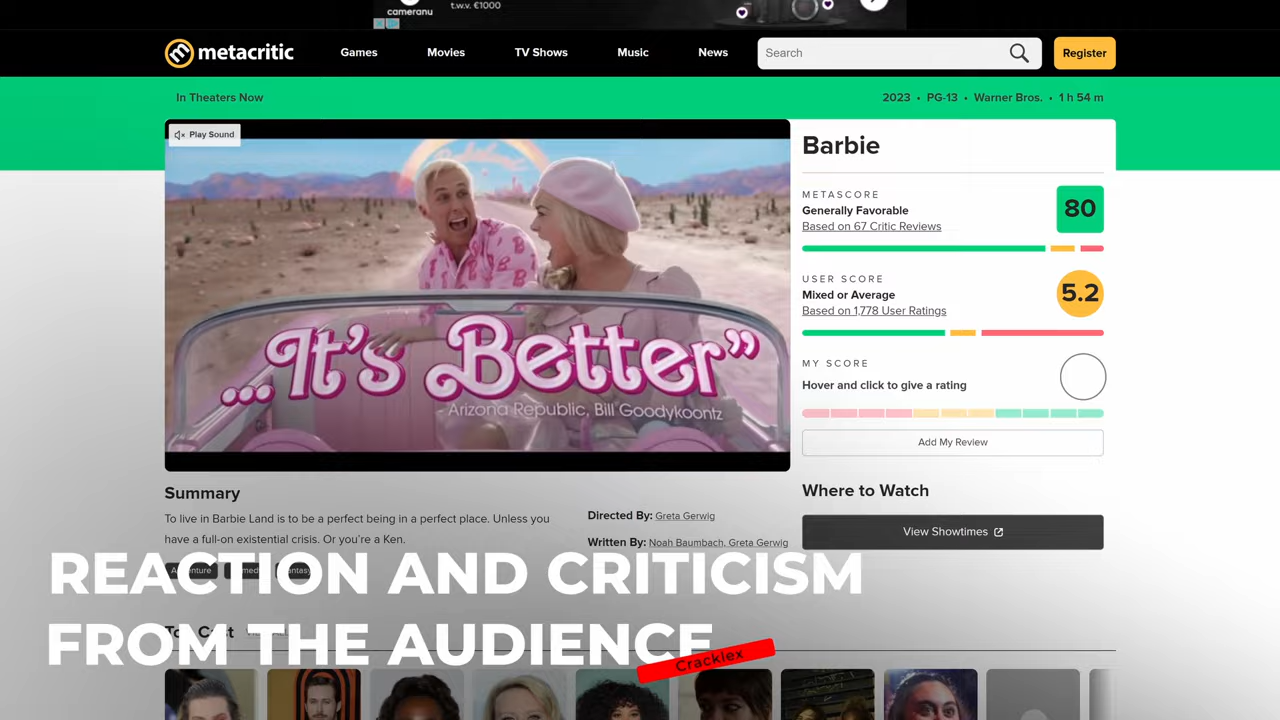 cameranu
t.w.v. €1000
metacritic
Games Movies TV Shows Music News Search Register
In Theaters Now
2023 • PG-13 • Warner Bros. • 1 h 54 m
Play Sound
...It's Better”
- Arizona Republic, Bill Goodykoontz
Barbie
METASCORE
Generally Favorable
Based on 67 Critic Reviews
80
USER SCORE
Mixed or Average
Based on 1,778 User Ratings
5.2
MY SCORE
Hover and click to give a rating
Add My Review
Where to Watch
View Showtimes
Summary
To live in Barbie Land is to be a perfect being in a perfect place. Unless you
have a full-on existential crisis. Or you’re a Ken.
Directed By: Greta Gerwig
Written By: Noah Baumbach, Greta Gerwig
REACTION AND CRITICISM
FROM THE AUDIENCE
Cracklex